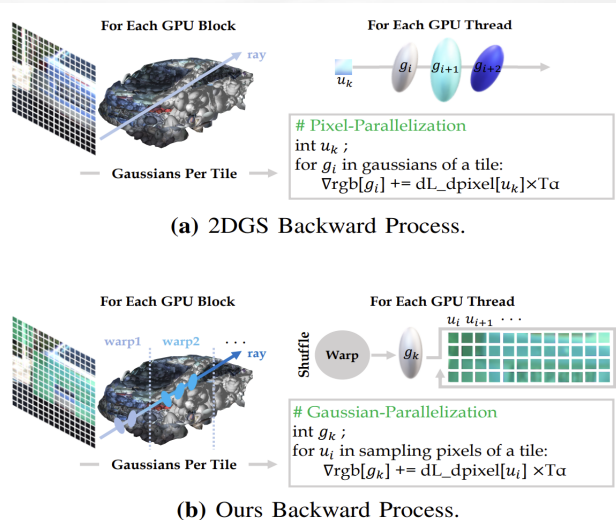 For Each GPU Block
For Each GPU Thread
ray
u_k
g_i
g_{i+1}
g_{i+2}
# Pixel-Parallelization
int u_k ;
for g_i in gaussians of a tile:
∇rgb[g_i] += dL_dpixel[u_k]×Tα
Gaussians Per Tile
(a) 2DGS Backward Process.
For Each GPU Block
For Each GPU Thread
warp1
warp2
· · ·
ray
u_i u_{i+1} · · ·
Shuffle
Warp
g_k
# Gaussian-Parallelization
int g_k ;
for u_i in sampling pixels of a tile:
∇rgb[g_k] += dL_dpixel[u_i] ×Tα
Gaussians Per Tile
(b) Ours Backward Process.